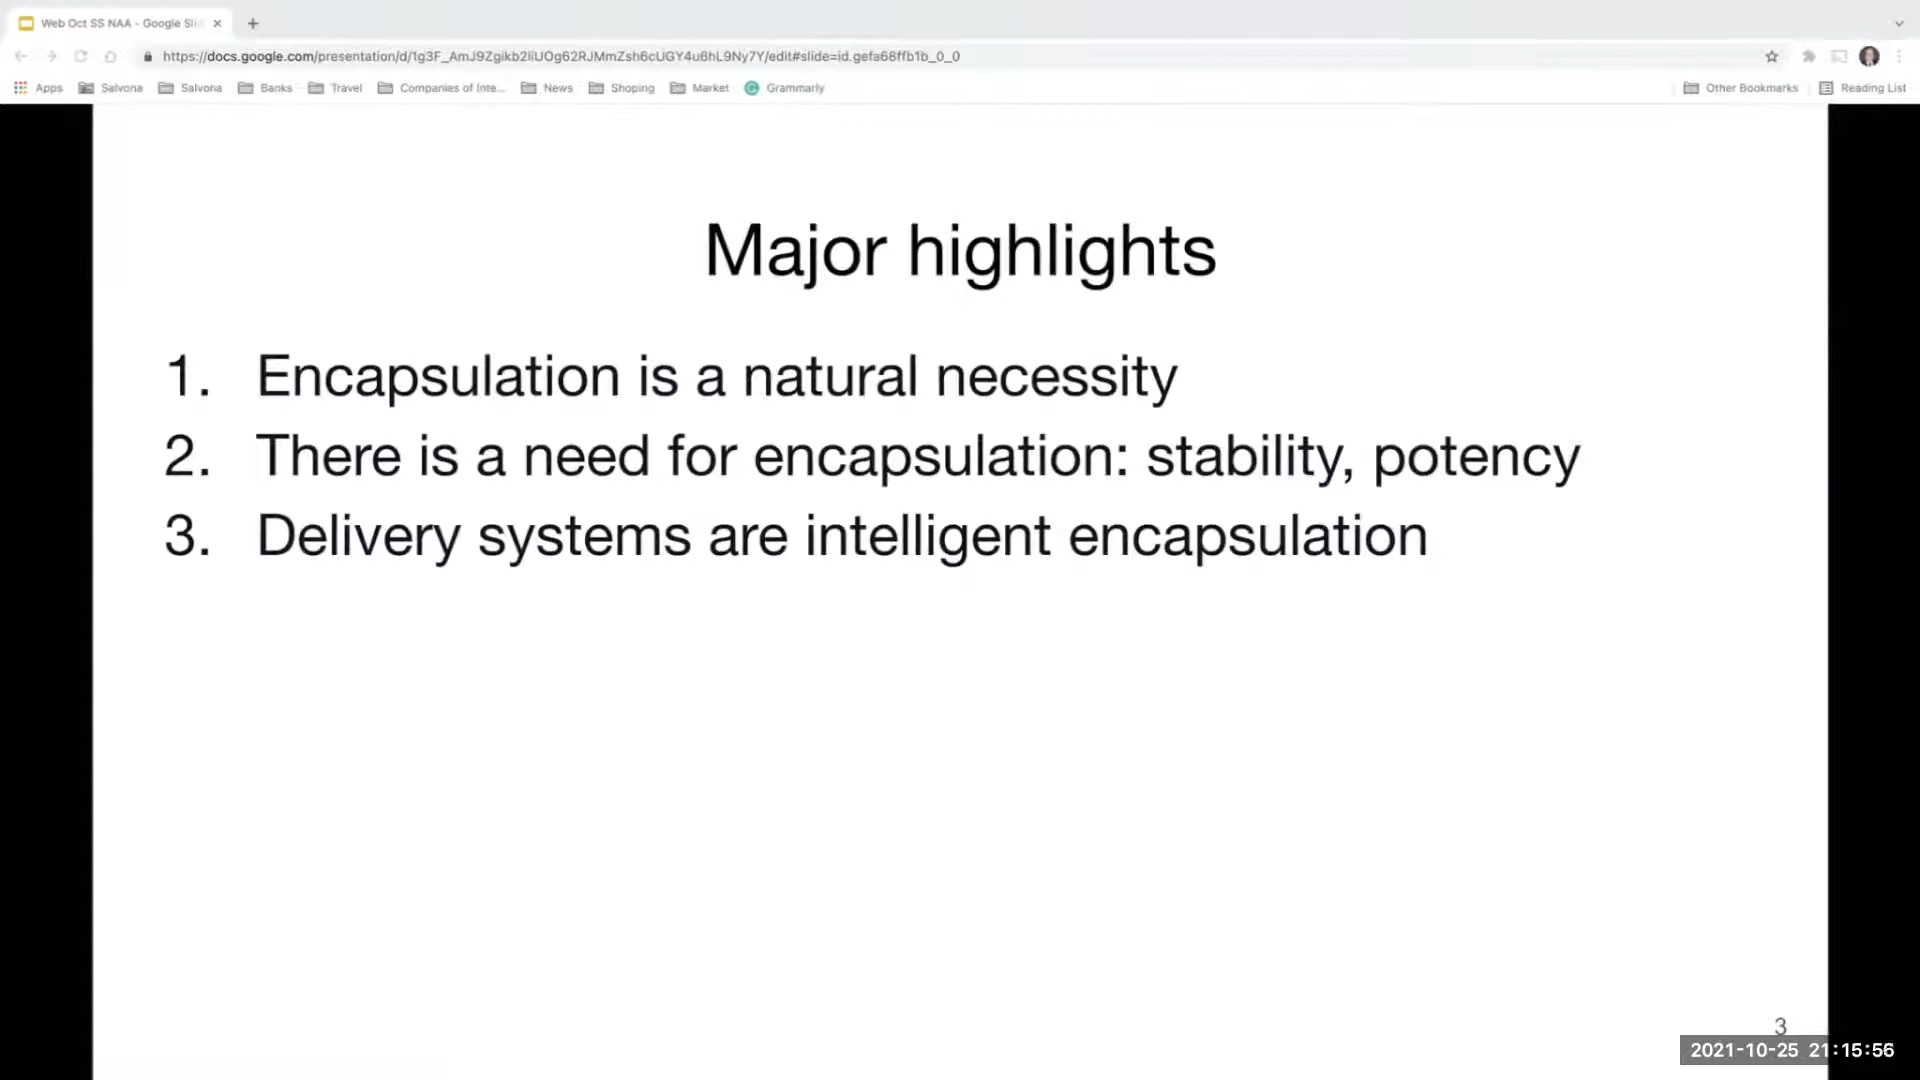 Web Oct SS NAA - Google Sli
https://docs.google.com/presentation/d/1g3F_AmJ9Zgikb2IiUOg62RJMmZsh6cUGY4u6hL9Ny7Y/edit#slide=id.gefa68ffb1b_0_0
Apps Salvona Salvona Banks Travel Companies of Inte... News Shoping Market Grammarly Other Bookmarks Reading List
Major highlights
1. Encapsulation is a natural necessity
2. There is a need for encapsulation: stability, potency
3. Delivery systems are intelligent encapsulation
3
2021-10-25 21:15:56